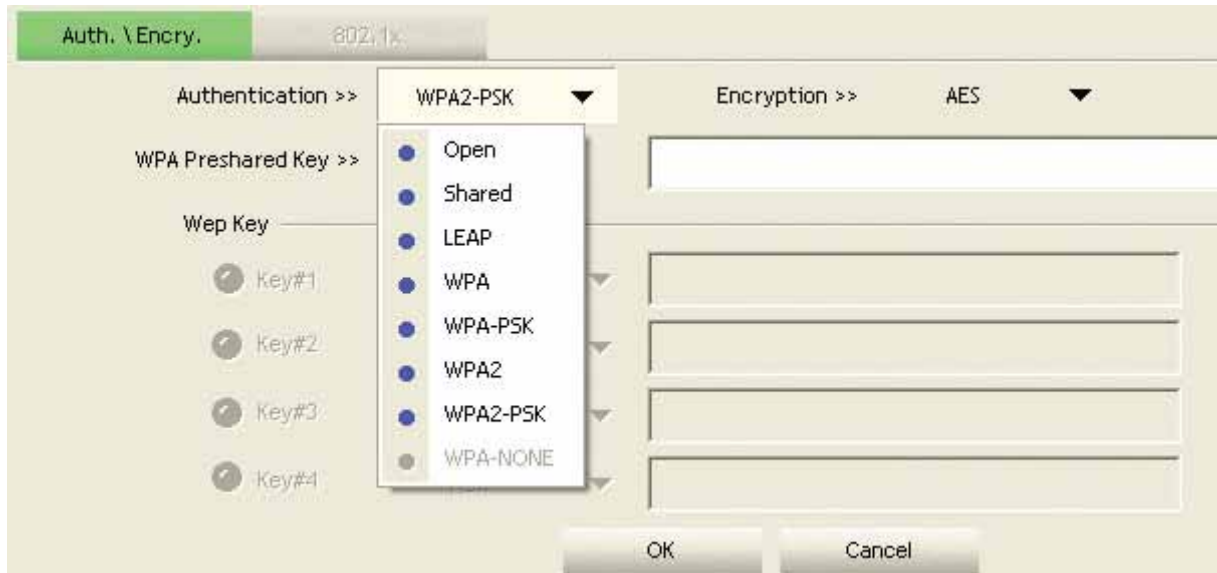 Auth. \ Encry. 802.1x
Authentication >> WPA2-PSK Encryption >> AES
WPA Preshared Key >>
Open
Shared
LEAP
WPA
WPA-PSK
WPA2
WPA2-PSK
WPA-NONE
Wep Key
Key#1
Key#2
Key#3
Key#4
OK Cancel